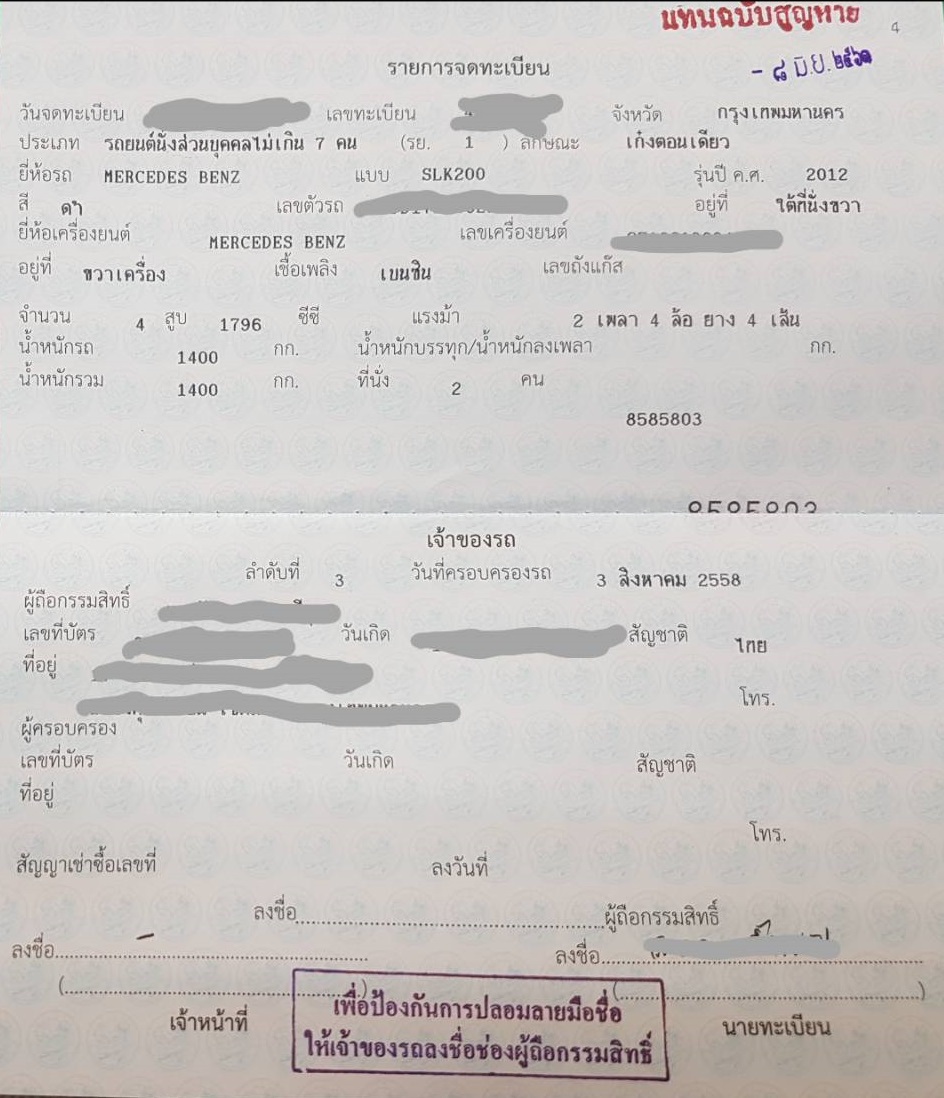 แทนฉบับสูญหาย
4
รายการจดทะเบียน
- ๘ มิ.ย. ๒๕๖๑
วันจดทะเบียน เลขทะเบียน จังหวัด กรุงเทพมหานคร
ประเภท รถยนต์นั่งส่วนบุคคลไม่เกิน 7 คน (รย. 1 ) ลักษณะ เก๋งตอนเดียว
ยี่ห้อรถ MERCEDES BENZ แบบ SLK200 รุ่นปี ค.ศ. 2012
สี ดำ เลขตัวรถ อยู่ที่ ใต้ที่นั่งขวา
ยี่ห้อเครื่องยนต์ MERCEDES BENZ เลขเครื่องยนต์
อยู่ที่ ขวาเครื่อง เชื้อเพลิง เบนซิน เลขถังแก๊ส
จำนวน 4 สูบ 1796 ซีซี แรงม้า 2 เพลา 4 ล้อ ยาง 4 เส้น
น้ำหนักรถ 1400 กก. น้ำหนักบรรทุก/น้ำหนักลงเพลา กก.
น้ำหนักรวม 1400 กก. ที่นั่ง 2 คน
8585803
8585803
เจ้าของรถ
ลำดับที่ 3 วันที่ครอบครองรถ 3 สิงหาคม 2558
ผู้ถือกรรมสิทธิ์
เลขที่บัตร วันเกิด สัญชาติ ไทย
ที่อยู่
โทร.
ผู้ครอบครอง
เลขที่บัตร วันเกิด สัญชาติ
ที่อยู่
โทร.
สัญญาเช่าซื้อเลขที่ ลงวันที่
ลงชื่อ..........ผู้ถือกรรมสิทธิ์
ลงชื่อ.......... ลงชื่อ..........
(..........) (..........)
เจ้าหน้าที่ นายทะเบียน
เพื่อป้องกันการปลอมลายมือชื่อ
ให้เจ้าของรถลงชื่อช่องผู้ถือกรรมสิทธิ์